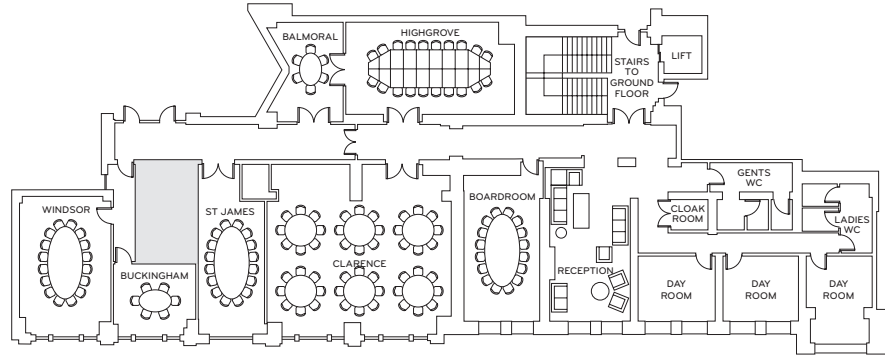 BALMORAL
HIGHGROVE
STAIRS
TO
GROUND
FLOOR
LIFT
WINDSOR
BUCKINGHAM
ST JAMES
CLARENCE
BOARDROOM
RECEPTION
CLOAK
ROOM
GENTS
WC
LADIES
WC
DAY
ROOM
DAY
ROOM
DAY
ROOM